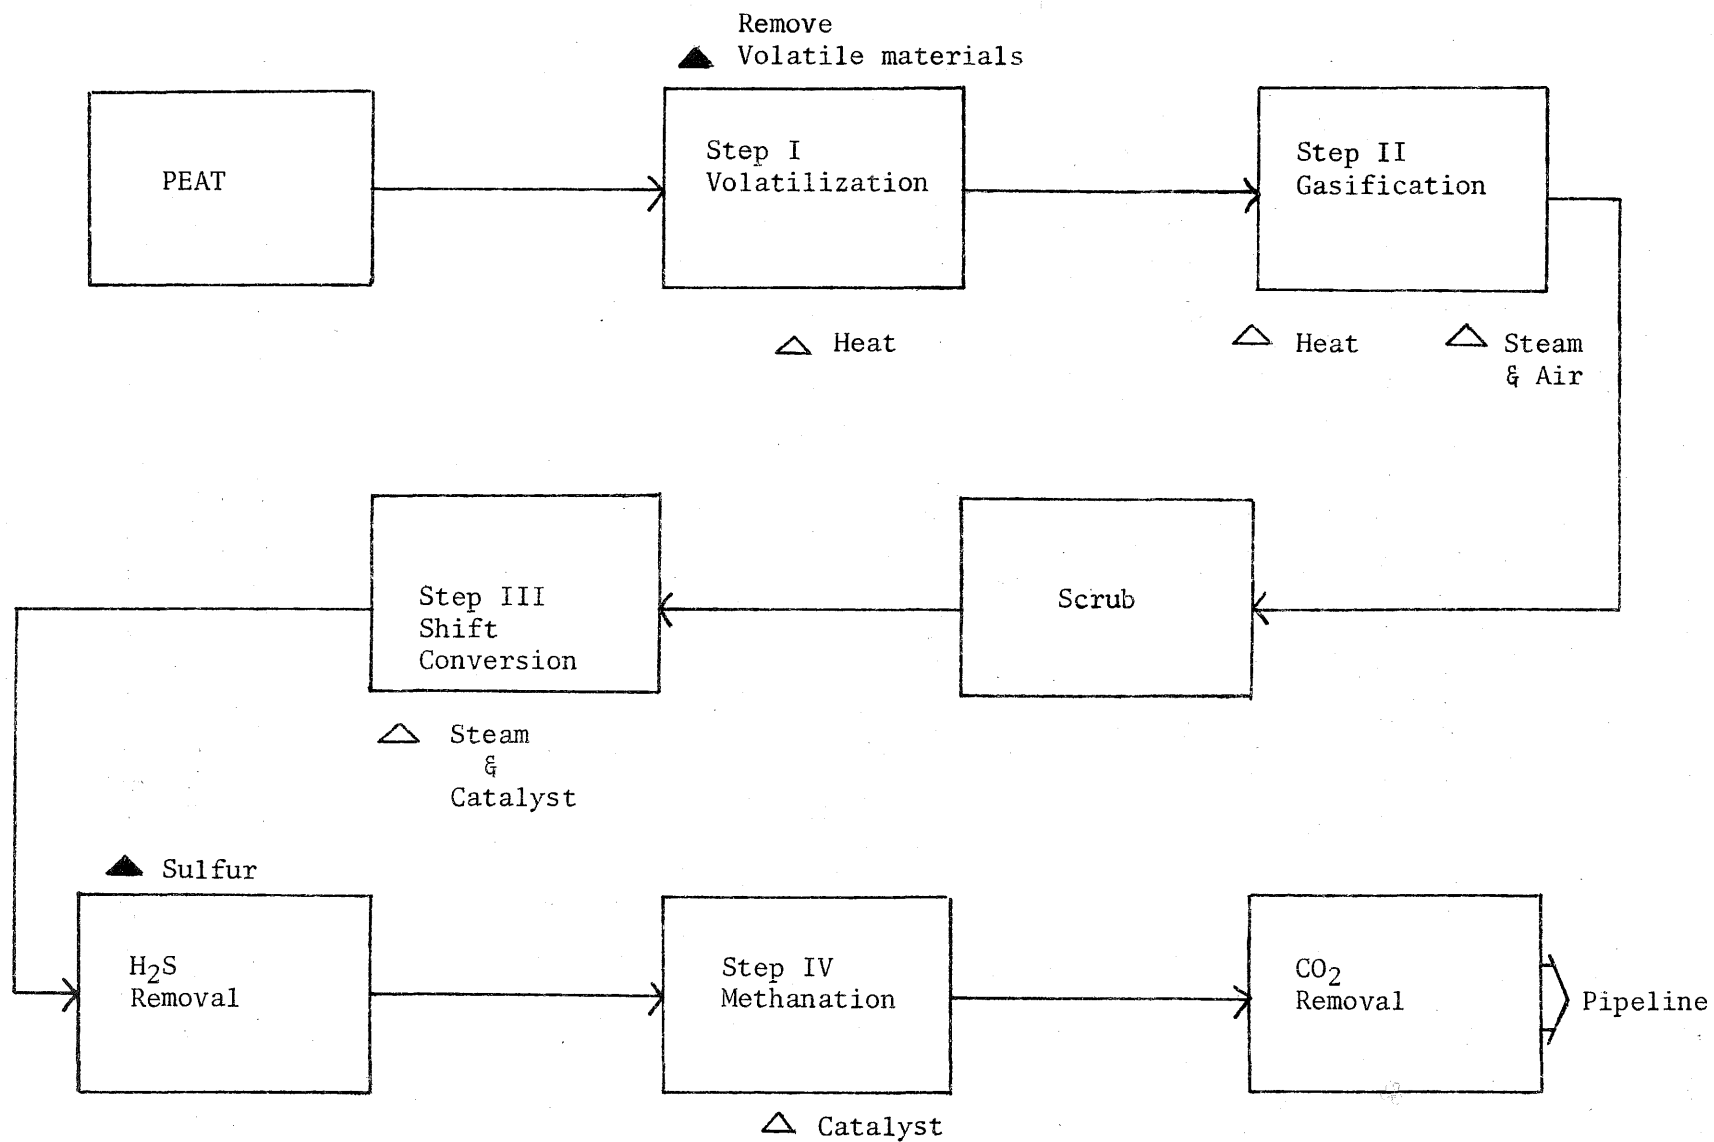 Remove
Volatile materials
PEAT
Step I
Volatilization
Step II
Gasification
Heat
Heat
Steam
& Air
Step III
Shift
Conversion
Scrub
Steam
&
Catalyst
Sulfur
H2S
Removal
Step IV
Methanation
CO2
Removal
Pipeline
Catalyst